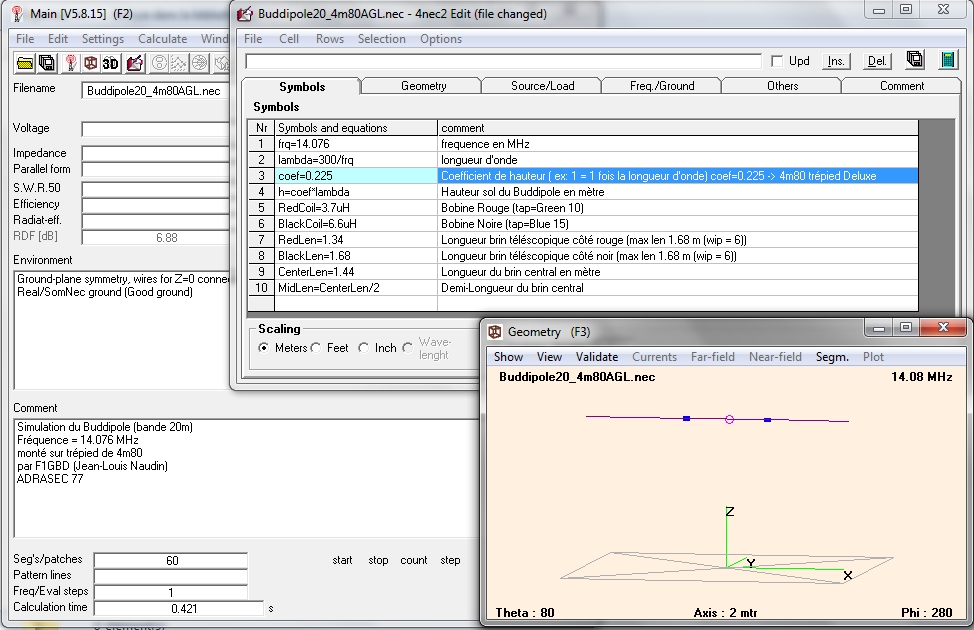 Main [V5.8.15] (F2)
File Edit Settings Calculate Wind
3D
Filename Buddipole20_4m80AGL.nec
Voltage
Impedance
Parallel form
S.W.R.50
Efficiency
Radiat-eff.
RDF [dB] 6.88
Environment
Ground-plane symmetry, wires for Z=0 connec
Real/SomNec ground (Good ground)
Comment
Simulation du Buddipole (bande 20m)
Fréquence = 14.076 MHz
monté sur trépied de 4m80
par F1GBD (Jean-Louis Naudin)
ADRASEC 77
Seg's/patches 60 start stop count step
Pattern lines
Freq/Eval steps 1
Calculation time 0.421 s
Buddipole20_4m80AGL.nec - 4nec2 Edit (file changed)
File Cell Rows Selection Options
Upd Ins. Del.
Symbols Geometry Source/Load Freq./Ground Others Comment
Symbols
Nr Symbols and equations comment
1 frq=14.076 frequence en MHz
2 lambda=300/frq longueur d'onde
3 coef=0.225 Coefficient de hauteur ( ex: 1 = 1 fois la longueur d'onde) coef=0.225 -> 4m80 trépied Deluxe
4 h=coef*lambda Hauteur sol du Buddipole en mètre
5 RedCoil=3.7uH Bobine Rouge (tap=Green 10)
6 BlackCoil=6.6uH Bobine Noire (tap=Blue 15)
7 RedLen=1.34 Longueur brin téléscopique côté rouge (max len 1.68 m (wip = 6))
8 BlackLen=1.68 Longueur brin téléscopique côté noir (max len 1.68 m (wip = 6))
9 CenterLen=1.44 Longueur du brin central en mètre
10 MidLen=CenterLen/2 Demi-Longueur du brin central
Scaling
Meters Feet Inch Wave-
lenght
Geometry (F3)
Show View Validate Currents Far-field Near-field Segm. Plot
Buddipole20_4m80AGL.nec 14.08 MHz
Z
Y
X
Theta : 80 Axis : 2 mtr Phi : 280